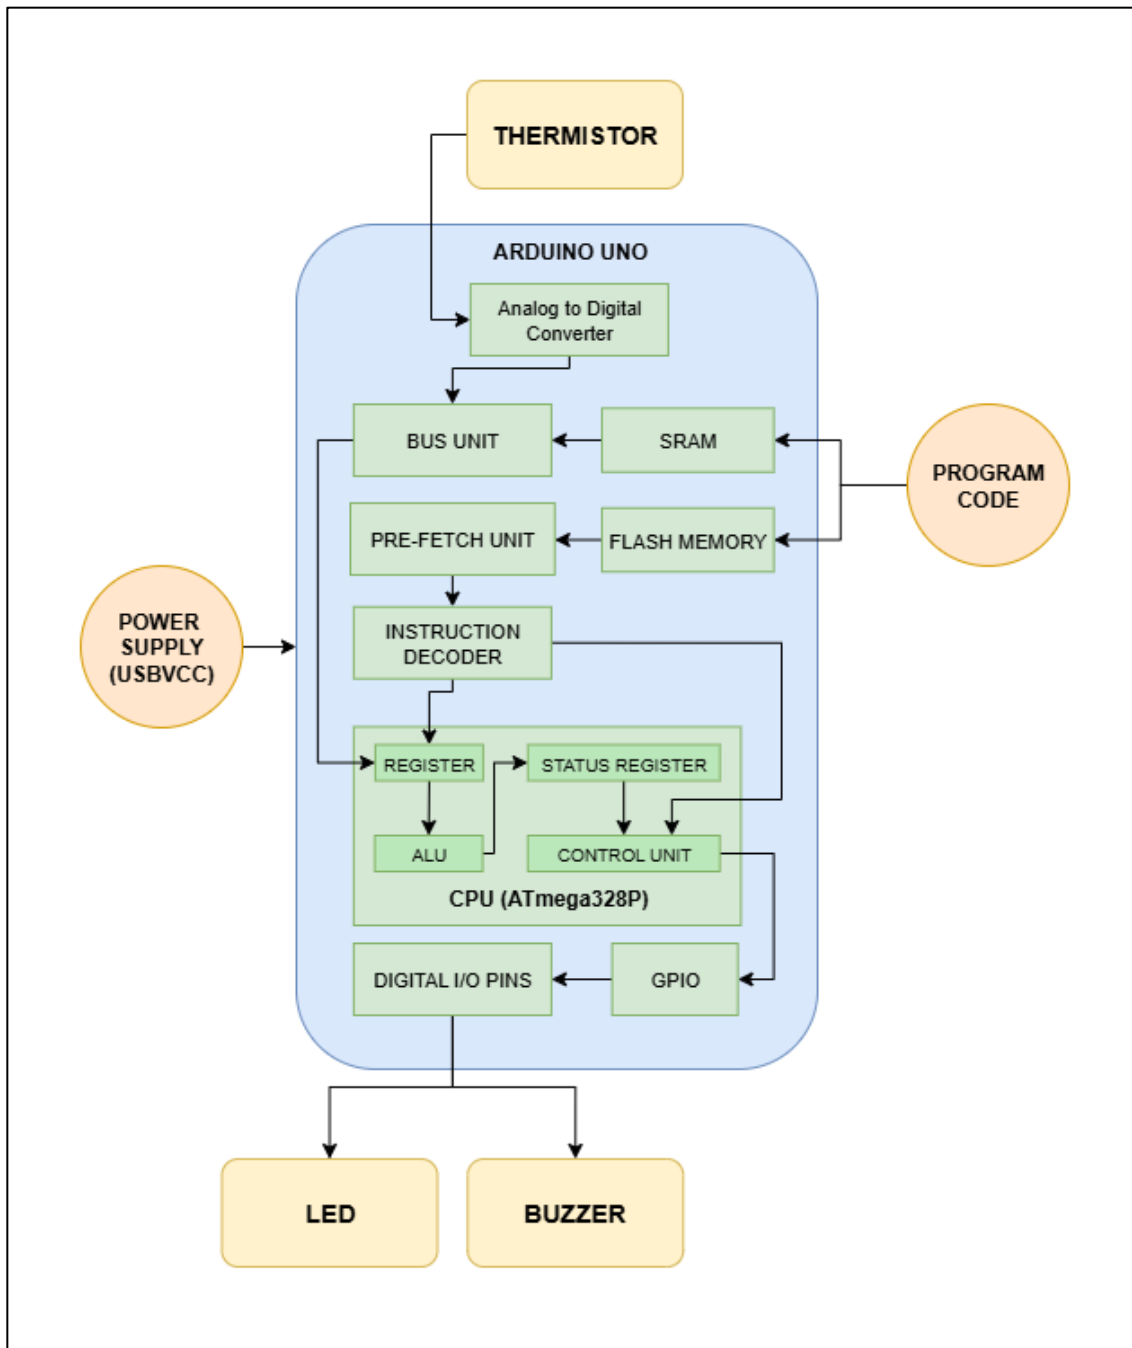 THERMISTOR
ARDUINO UNO
Analog to Digital
Converter
BUS UNIT
SRAM
PROGRAM
CODE
PRE-FETCH UNIT
FLASH MEMORY
POWER
SUPPLY
(USBVCC)
INSTRUCTION
DECODER
REGISTER
STATUS REGISTER
ALU
CONTROL UNIT
CPU (ATmega328P)
DIGITAL I/O PINS
GPIO
LED
BUZZER